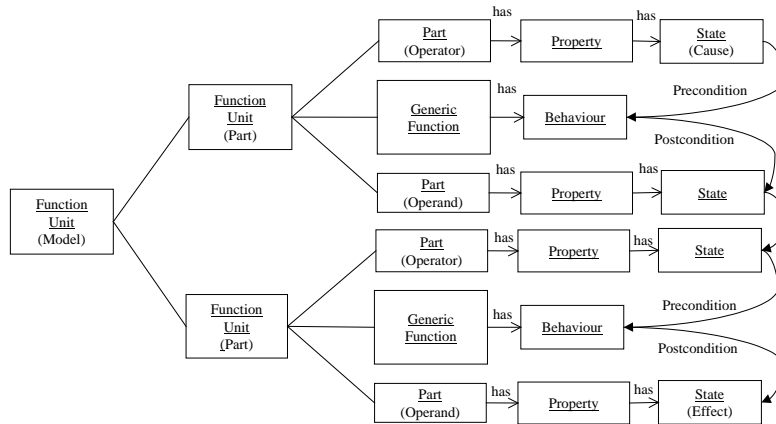 has
has
Part
(Operator)
Property
State
(Cause)
Function
Unit
(Part)
Generic
Function
has
Behaviour
Precondition
Postcondition
has
has
Part
(Operand)
Property
State
Function
Unit
(Model)
has
has
Part
(Operator)
Property
State
Function
Unit
(Part)
Generic
Function
has
Behaviour
Precondition
Postcondition
has
has
Part
(Operand)
Property
State
(Effect)